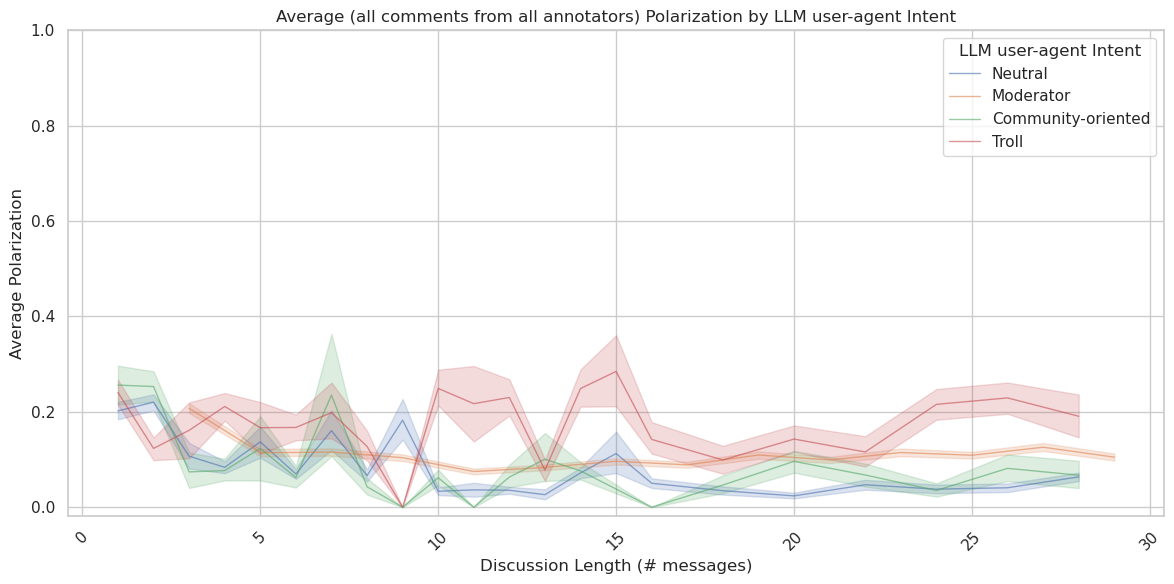 Average (all comments from all annotators) Polarization by LLM user-agent Intent
1.0
0.8
0.6
0.4
0.2
0.0
Average Polarization
LLM user-agent Intent
Neutral
Moderator
Community-oriented
Troll
0
5
10
15
20
25
30
Discussion Length (# messages)